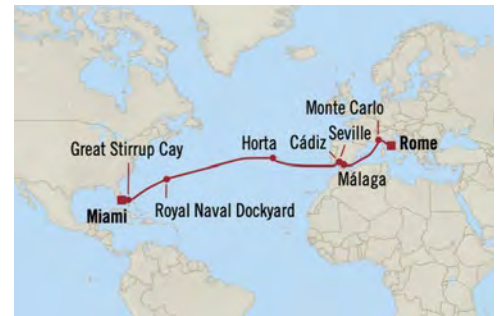 Monte Carlo
Great Stirrup Cay
Horta
Cádiz
Seville
Rome
Málaga
Miami
Royal Naval Dockyard